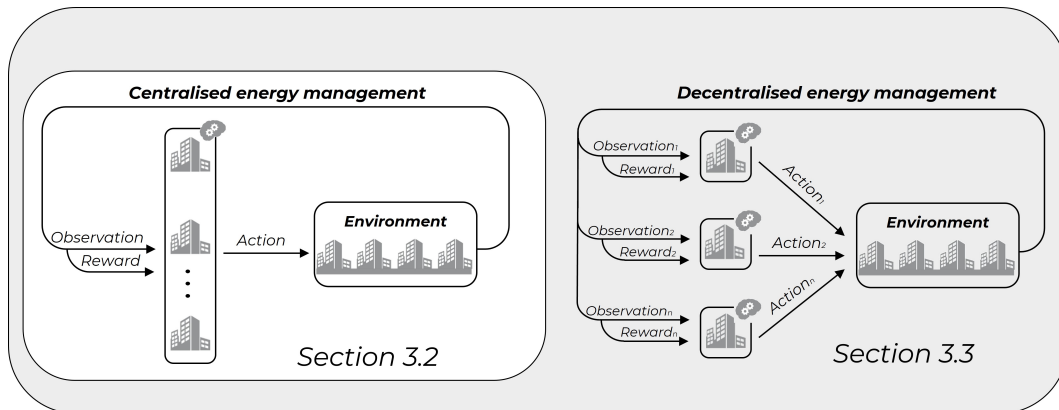 Centralised energy management
Observation
Reward
Action
Environment
Section 3.2
Decentralised energy management
Observation₁
Reward₁
Action₁
Observation₂
Reward₂
Action₂
Observationₙ
Rewardₙ
Actionₙ
Environment
Section 3.3